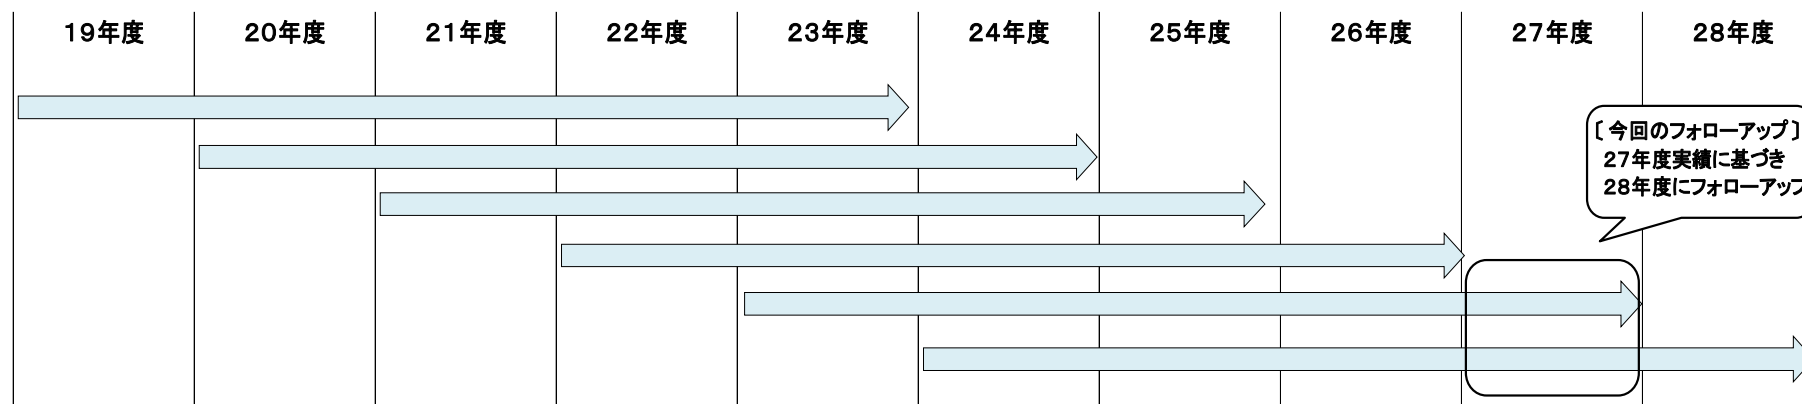 19年度 20年度 21年度 22年度 23年度 24年度 25年度 26年度 27年度 28年度
〔今回のフォローアップ〕
27年度実績に基づき
28年度にフォローアップ